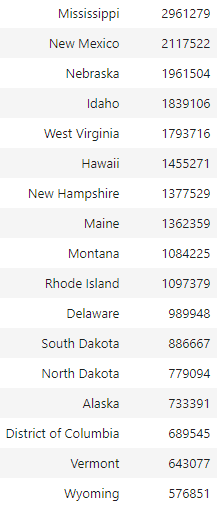 Mississippi 2961279
New Mexico 2117522
Nebraska 1961504
Idaho 1839106
West Virginia 1793716
Hawaii 1455271
New Hampshire 1377529
Maine 1362359
Montana 1084225
Rhode Island 1097379
Delaware 989948
South Dakota 886667
North Dakota 779094
Alaska 733391
District of Columbia 689545
Vermont 643077
Wyoming 576851